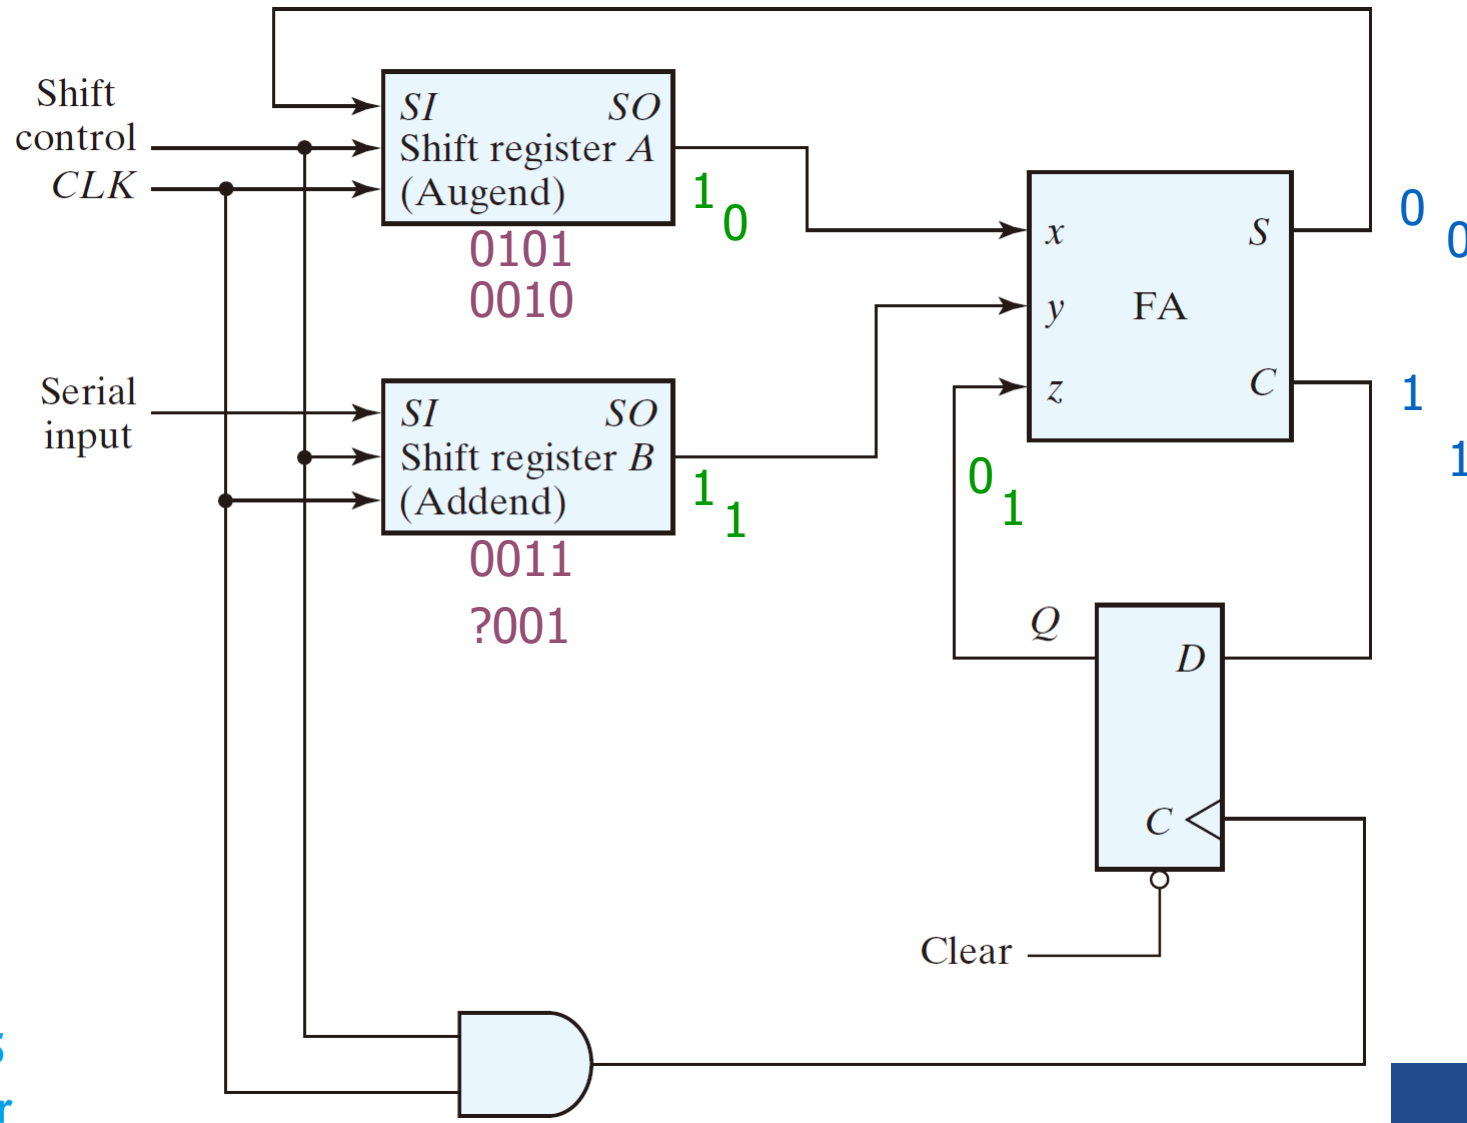 Shift
control
CLK
SI SO
Shift register A
(Augend)
0101
0010
1
0
x
y
z
FA
S
C
0
0
1
1
Serial
input
SI SO
Shift register B
(Addend)
0011
?001
1
1
0
1
Q
D
C
Clear
r